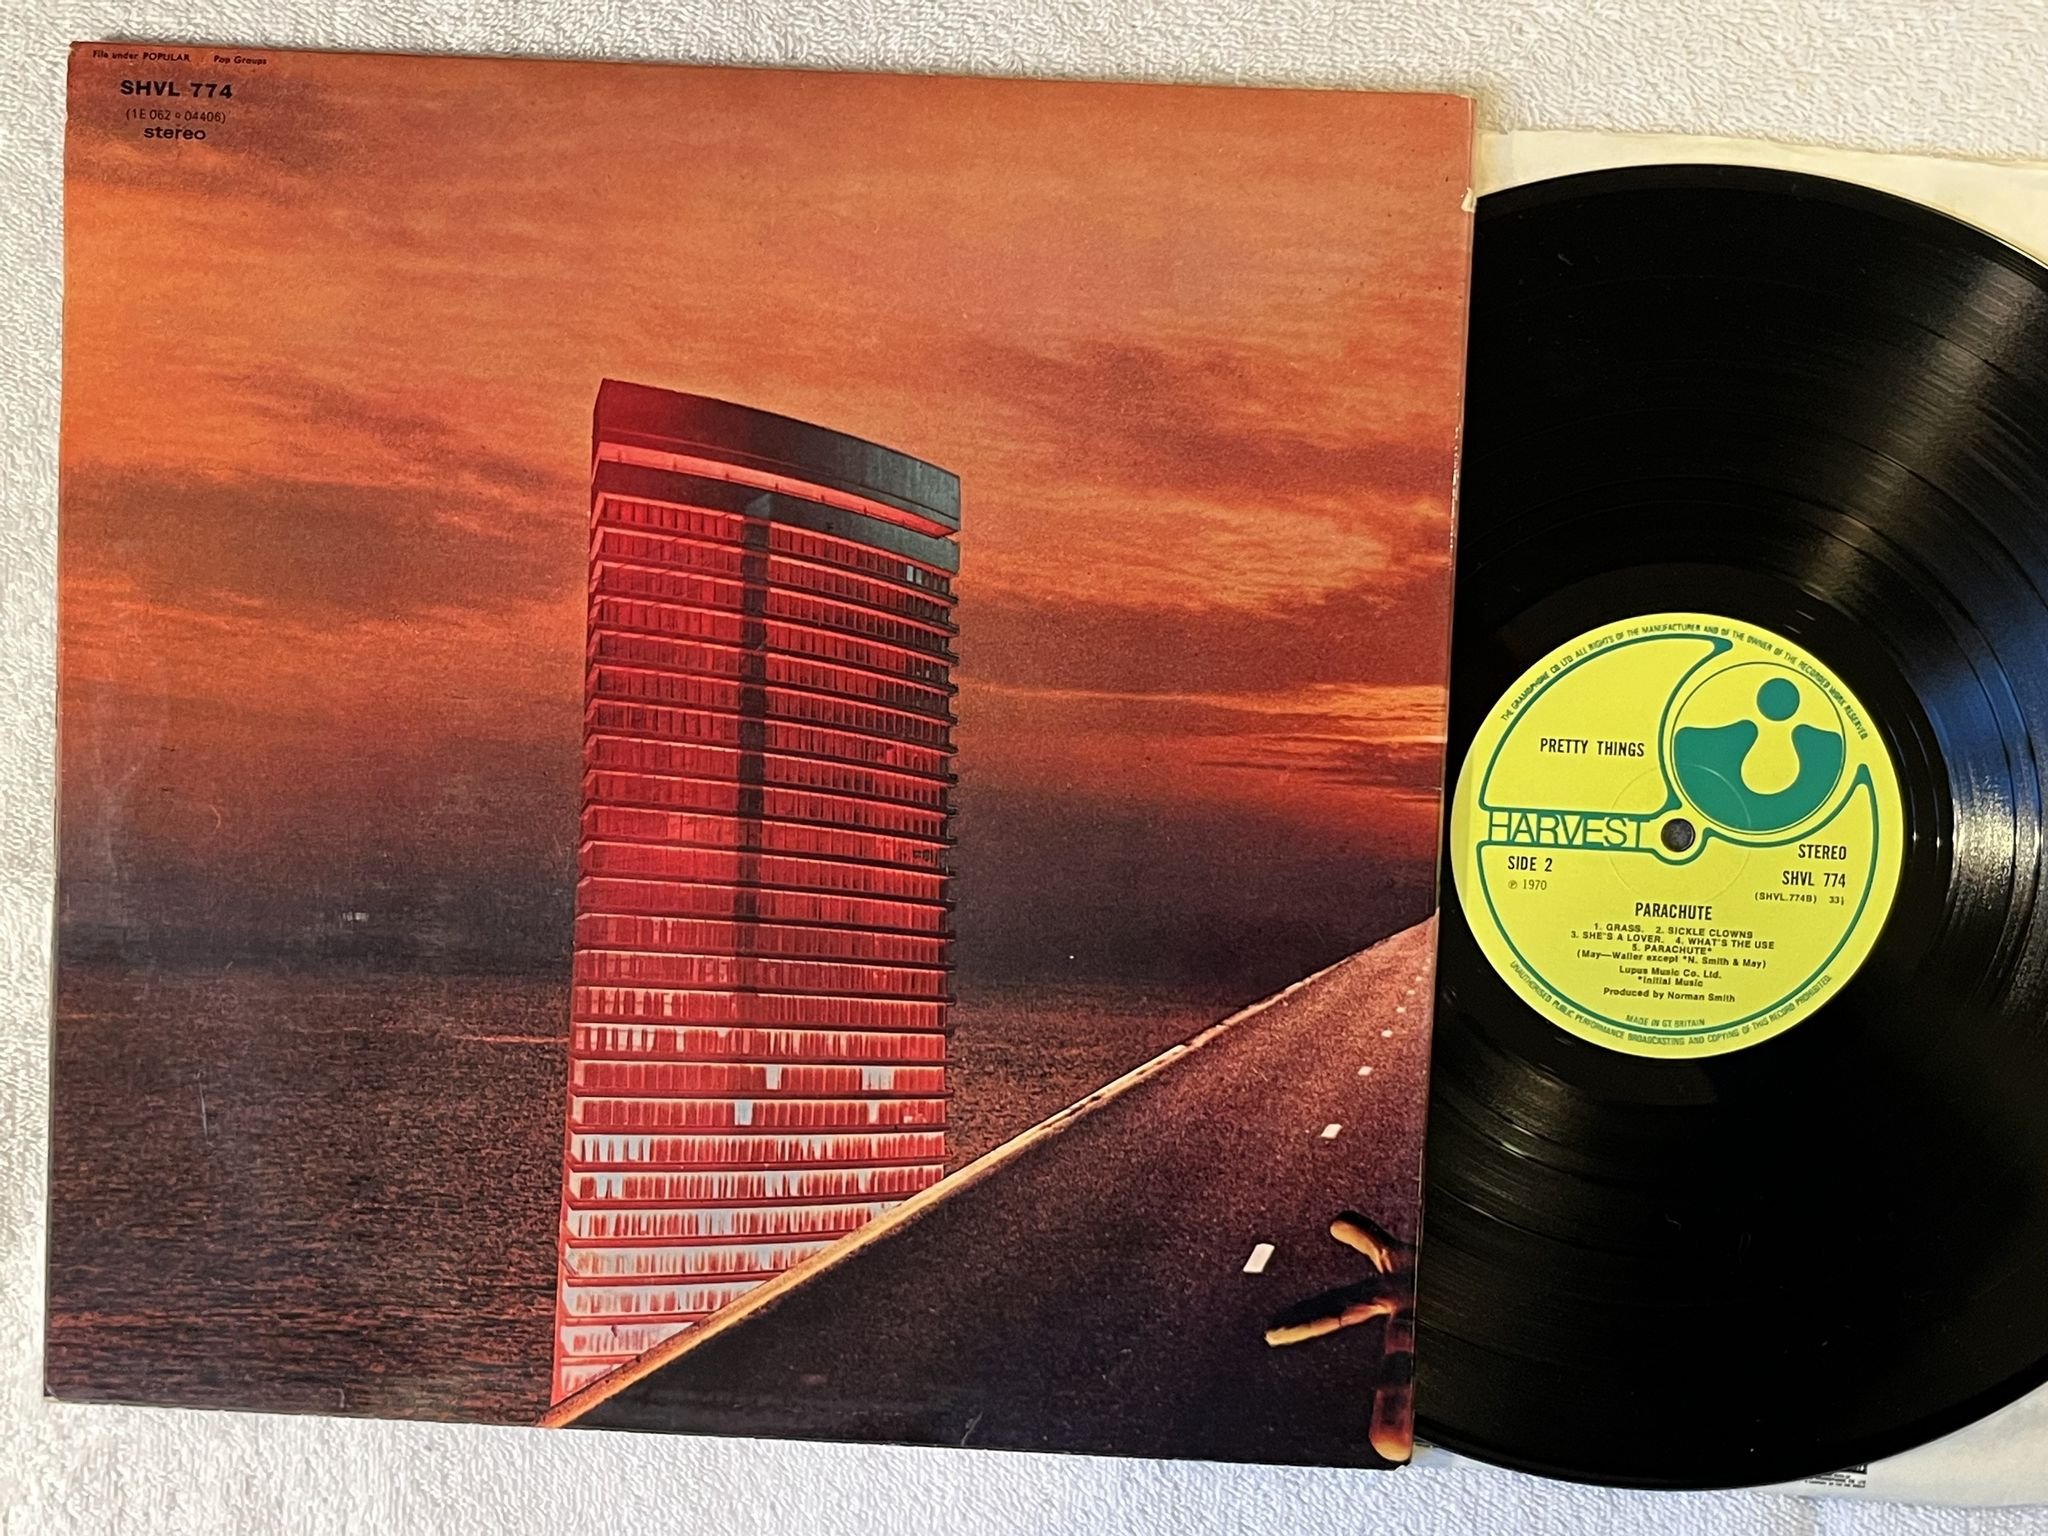 File under POPULAR : Pop Groups
SHVL 774
(1E 062 o 04406)
stereo
THE GRAMOPHONE CO LTD. ALL RIGHTS OF THE MANUFACTURER AND OF THE OWNER OF THE RECORDED WORK RESERVED
PRETTY THINGS
HARVEST
SIDE 2
℗ 1970
STEREO
SHVL 774
(SHVL.774B) 33⅓
PARACHUTE
1. GRASS. 2. SICKLE CLOWNS
3. SHE'S A LOVER. 4. WHAT'S THE USE
5. PARACHUTE*
(May—Waller except *N. Smith & May)
Lupus Music Co. Ltd.
*Initial Music
Produced by Norman Smith
MADE IN GT. BRITAIN
UNAUTHORISED PUBLIC PERFORMANCE BROADCASTING AND COPYING OF THIS RECORD PROHIBITED.